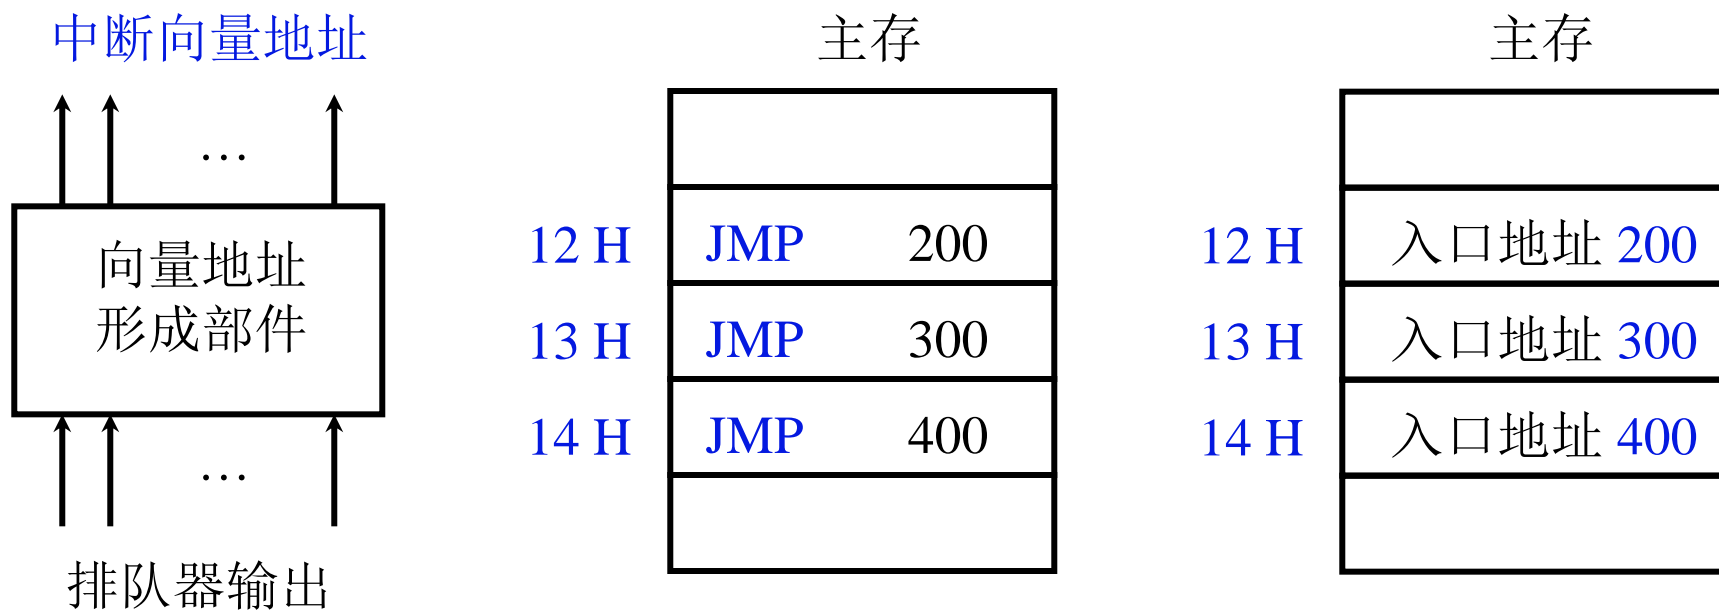 中断向量地址
…
向量地址
形成部件
…
排队器输出
主存
12 H JMP 200
13 H JMP 300
14 H JMP 400
主存
12 H 入口地址 200
13 H 入口地址 300
14 H 入口地址 400